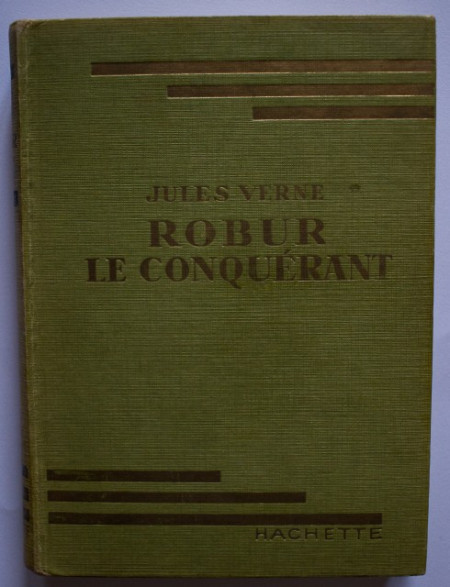 JULES VERNE
ROBUR
LE CONQUÉRANT
HACHETTE